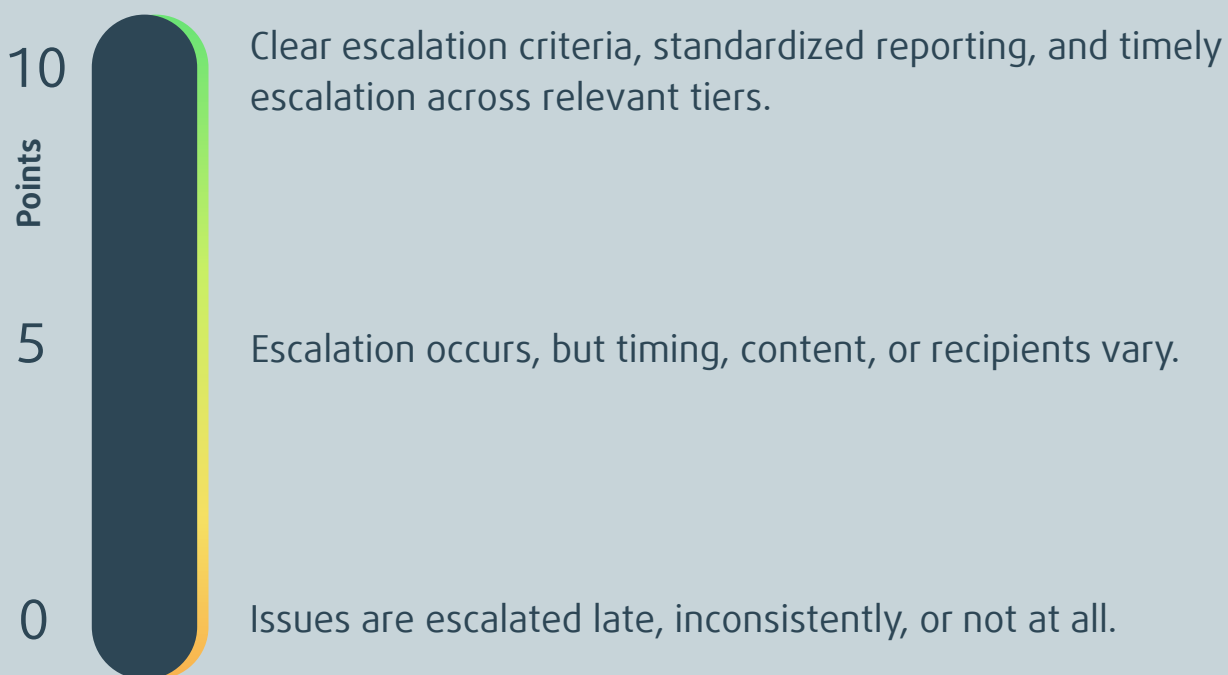 10
Clear escalation criteria, standardized reporting, and timely
escalation across relevant tiers.
Points
5
Escalation occurs, but timing, content, or recipients vary.
0
Issues are escalated late, inconsistently, or not at all.